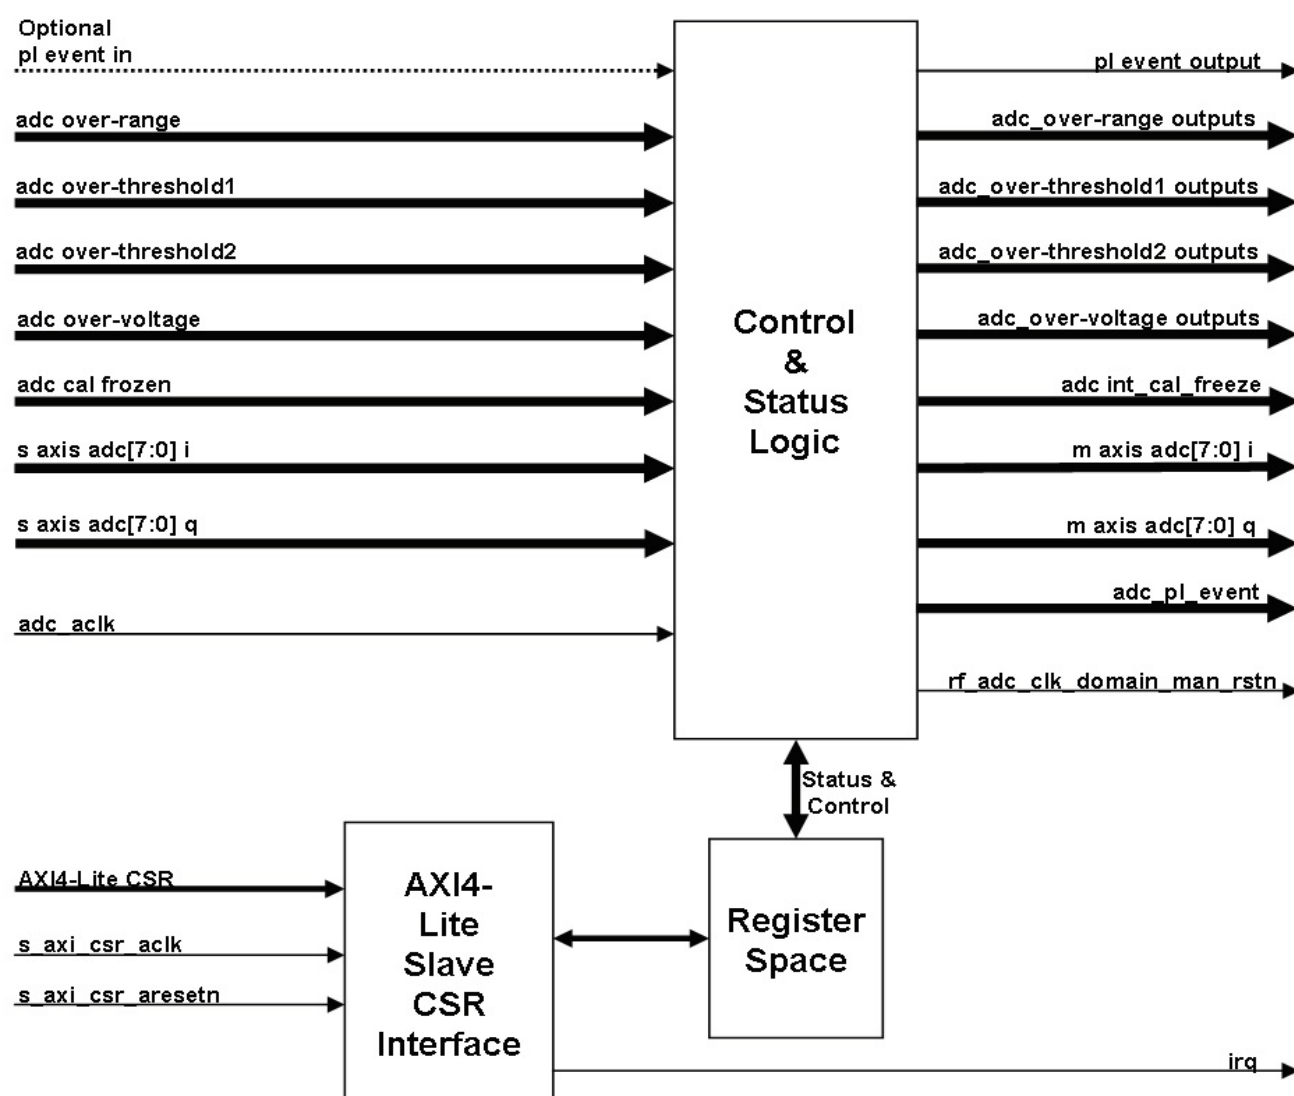 Optional
pl event in
pl event output
adc over-range
adc_over-range outputs
adc over-threshold1
adc_over-threshold1 outputs
adc over-threshold2
adc_over-threshold2 outputs
adc over-voltage
adc_over-voltage outputs
adc cal frozen
adc int_cal_freeze
s axis adc[7:0] i
m axis adc[7:0] i
s axis adc[7:0] q
m axis adc[7:0] q
adc_pl_event
adc_aclk
rf_adc_clk_domain_man_rstn
Control
&
Status
Logic
Status &
Control
AXI4-Lite CSR
s_axi_csr_aclk
s_axi_csr_aresetn
AXI4-
Lite
Slave
CSR
Interface
Register
Space
irq